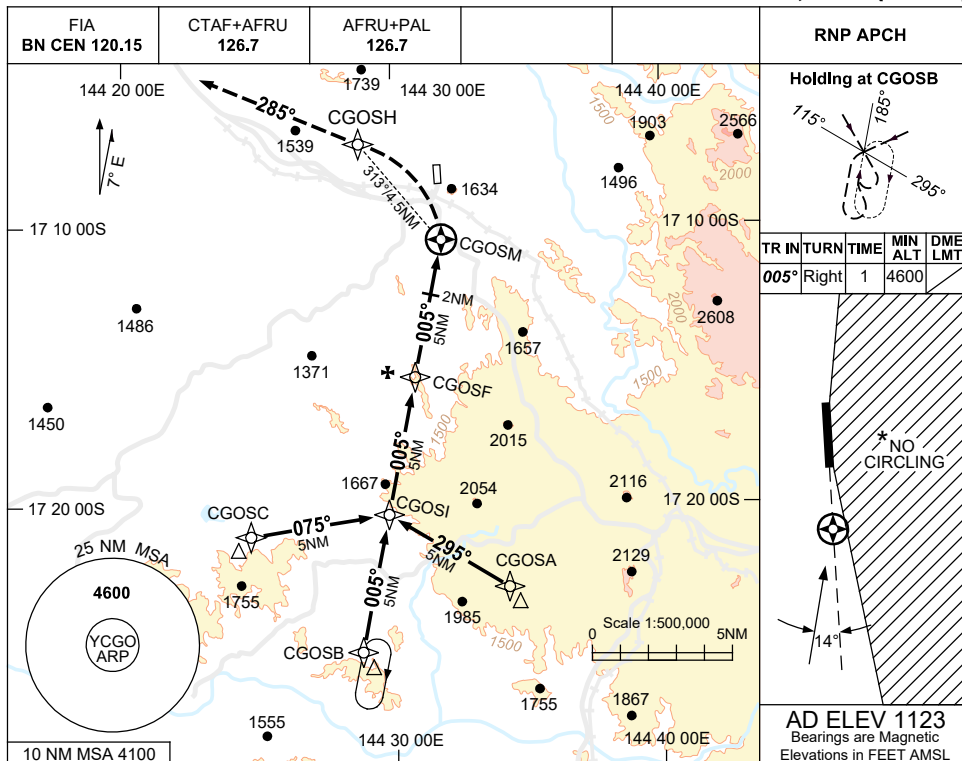 FIA
BN CEN 120.15
CTAF+AFRU
126.7
AFRU+PAL
126.7
RNP APCH
144 20 00E
144 30 00E
144 40 00E
1739
285°
CGOSH
1539
1903
2566
1500
2000
7° E
313°/4.5NM
1634
1496
17 10 00S
17 10 00S
CGOSM
2NM
1486
005°
5NM
1657
2000
2608
1371
1500
CGOSF
1450
1500
005°
5NM
2015
1667
2054
2116
17 20 00S
17 20 00S
CGOSC
075°
5NM
CGOSI
295°
5NM
CGOSA
2129
25 NM MSA
4600
YCGO
ARP
1755
005°
5NM
1985
Scale 1:500,000
0
5NM
CGOSB
1500
1755
1867
1555
144 30 00E
144 40 00E
10 NM MSA 4100
Holding at CGOSB
115°
185°
295°
TR IN
TURN
TIME
MIN ALT
DME LMT
005°
Right
1
4600
*NO
CIRCLING
14°
AD ELEV 1123
Bearings are Magnetic
Elevations in FEET AMSL